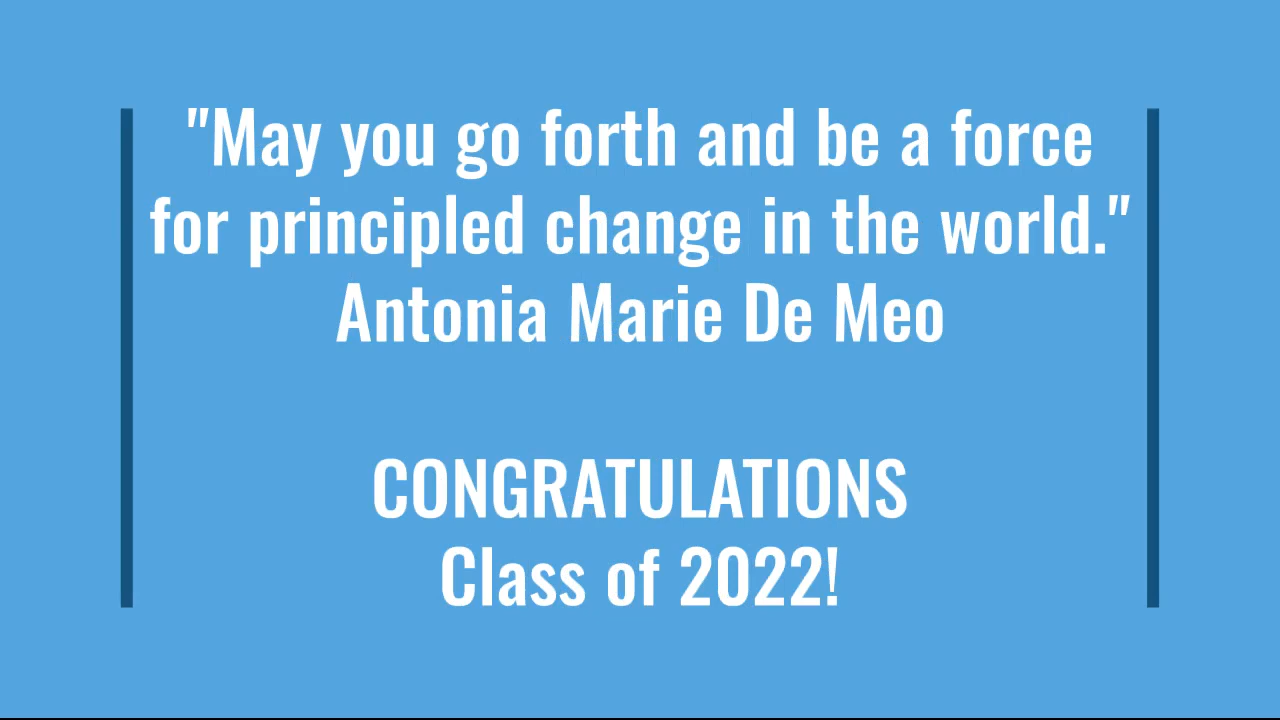 "May you go forth and be a force
for principled change in the world."
Antonia Marie De Meo
CONGRATULATIONS
Class of 2022!